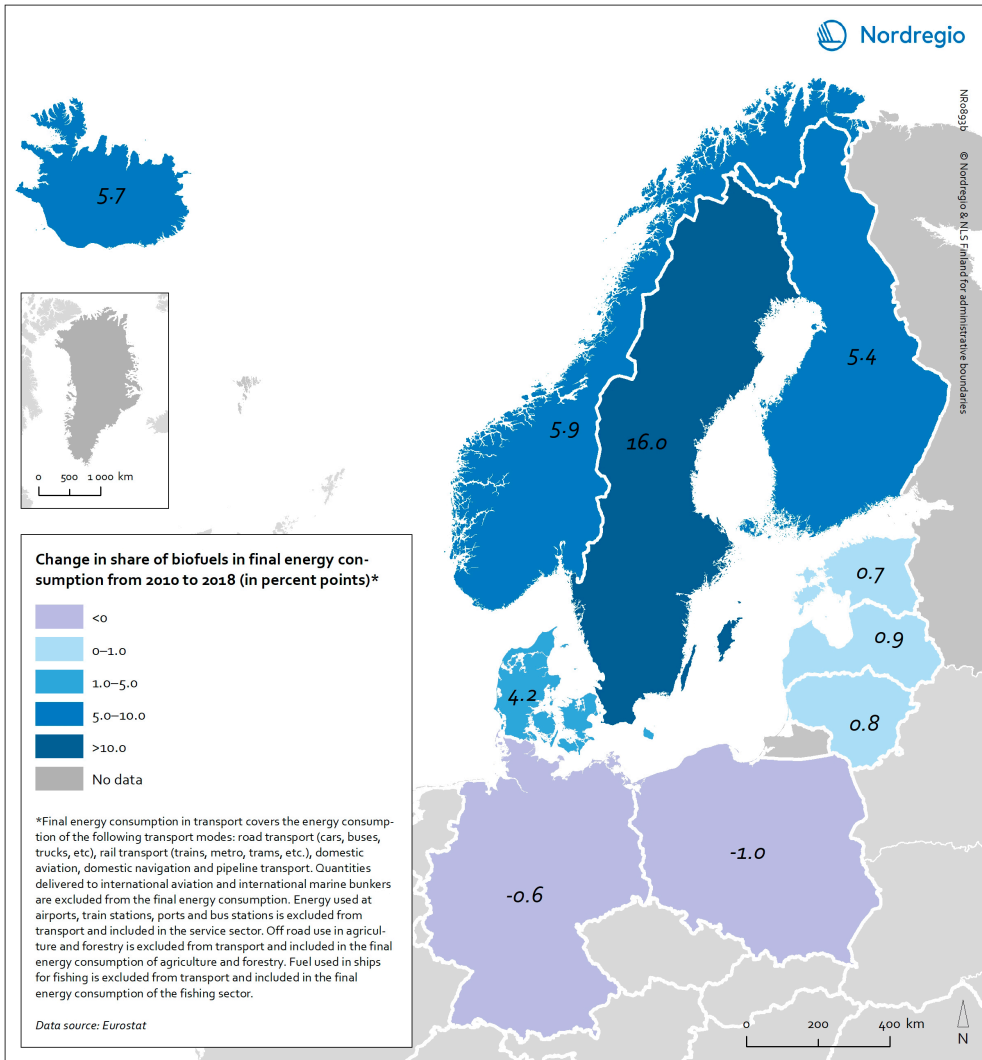 Nordregio
NR0893b © Nordregio & NLS Finland for administrative boundaries
5.7
5.4
5.9
16.0
0 500 1 000 km
Change in share of biofuels in final energy con-
sumption from 2010 to 2018 (in percent points)*
<0
0–1.0
1.0–5.0
5.0–10.0
>10.0
No data
*Final energy consumption in transport covers the energy consump-
tion of the following transport modes: road transport (cars, buses,
trucks, etc), rail transport (trains, metro, trams, etc.), domestic
aviation, domestic navigation and pipeline transport. Quantities
delivered to international aviation and international marine bunkers
are excluded from the final energy consumption. Energy used at
airports, train stations, ports and bus stations is excluded from
transport and included in the service sector. Off road use in agricul-
ture and forestry is excluded from transport and included in the final
energy consumption of agriculture and forestry. Fuel used in ships
for fishing is excluded from transport and included in the final
energy consumption of the fishing sector.
Data source: Eurostat
0.7
0.9
4.2
0.8
-1.0
-0.6
0 200 400 km
N